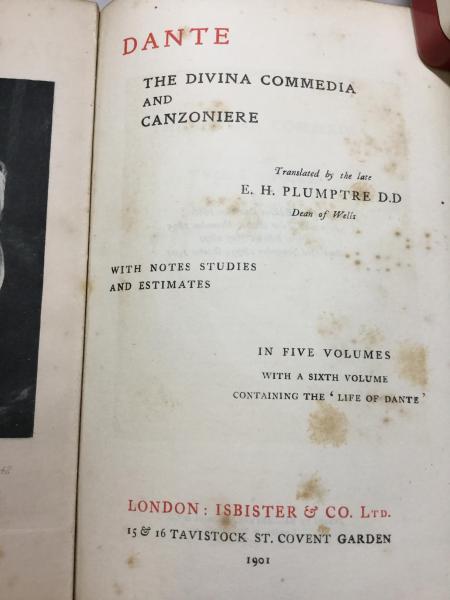 DANTE
THE DIVINA COMMEDIA
AND
CANZONIERE
Translated by the late
E. H. PLUMPTRE D.D
Dean of Wells
WITH NOTES STUDIES
AND ESTIMATES
IN FIVE VOLUMES
WITH A SIXTH VOLUME
CONTAINING THE ‘ LIFE OF DANTE ’
LONDON: ISBISTER & CO. LTD.
15 & 16 TAVISTOCK ST. COVENT GARDEN
1901